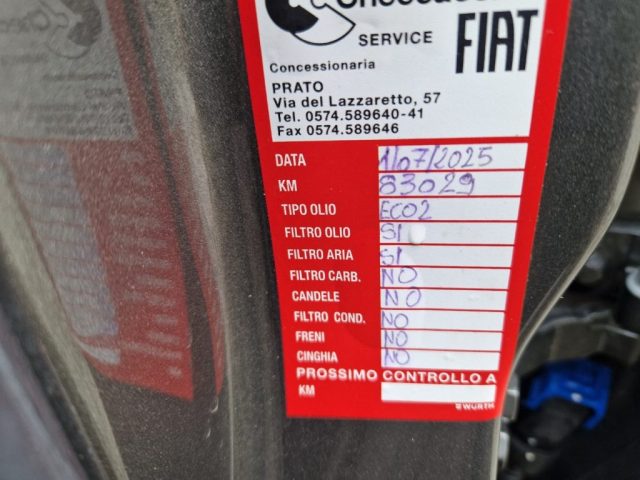 SERVICE
FIAT
Concessionaria
PRATO
Via del Lazzaretto, 57
Tel. 0574.589640-41
Fax 0574.589646
DATA 1/07/2025
KM 83029
TIPO OLIO ECO2
FILTRO OLIO SI
FILTRO ARIA SI
FILTRO CARB. NO
CANDELE NO
FILTRO COND. NO
FRENI NO
CINGHIA NO
PROSSIMO CONTROLLO A
KM
WÜRTH